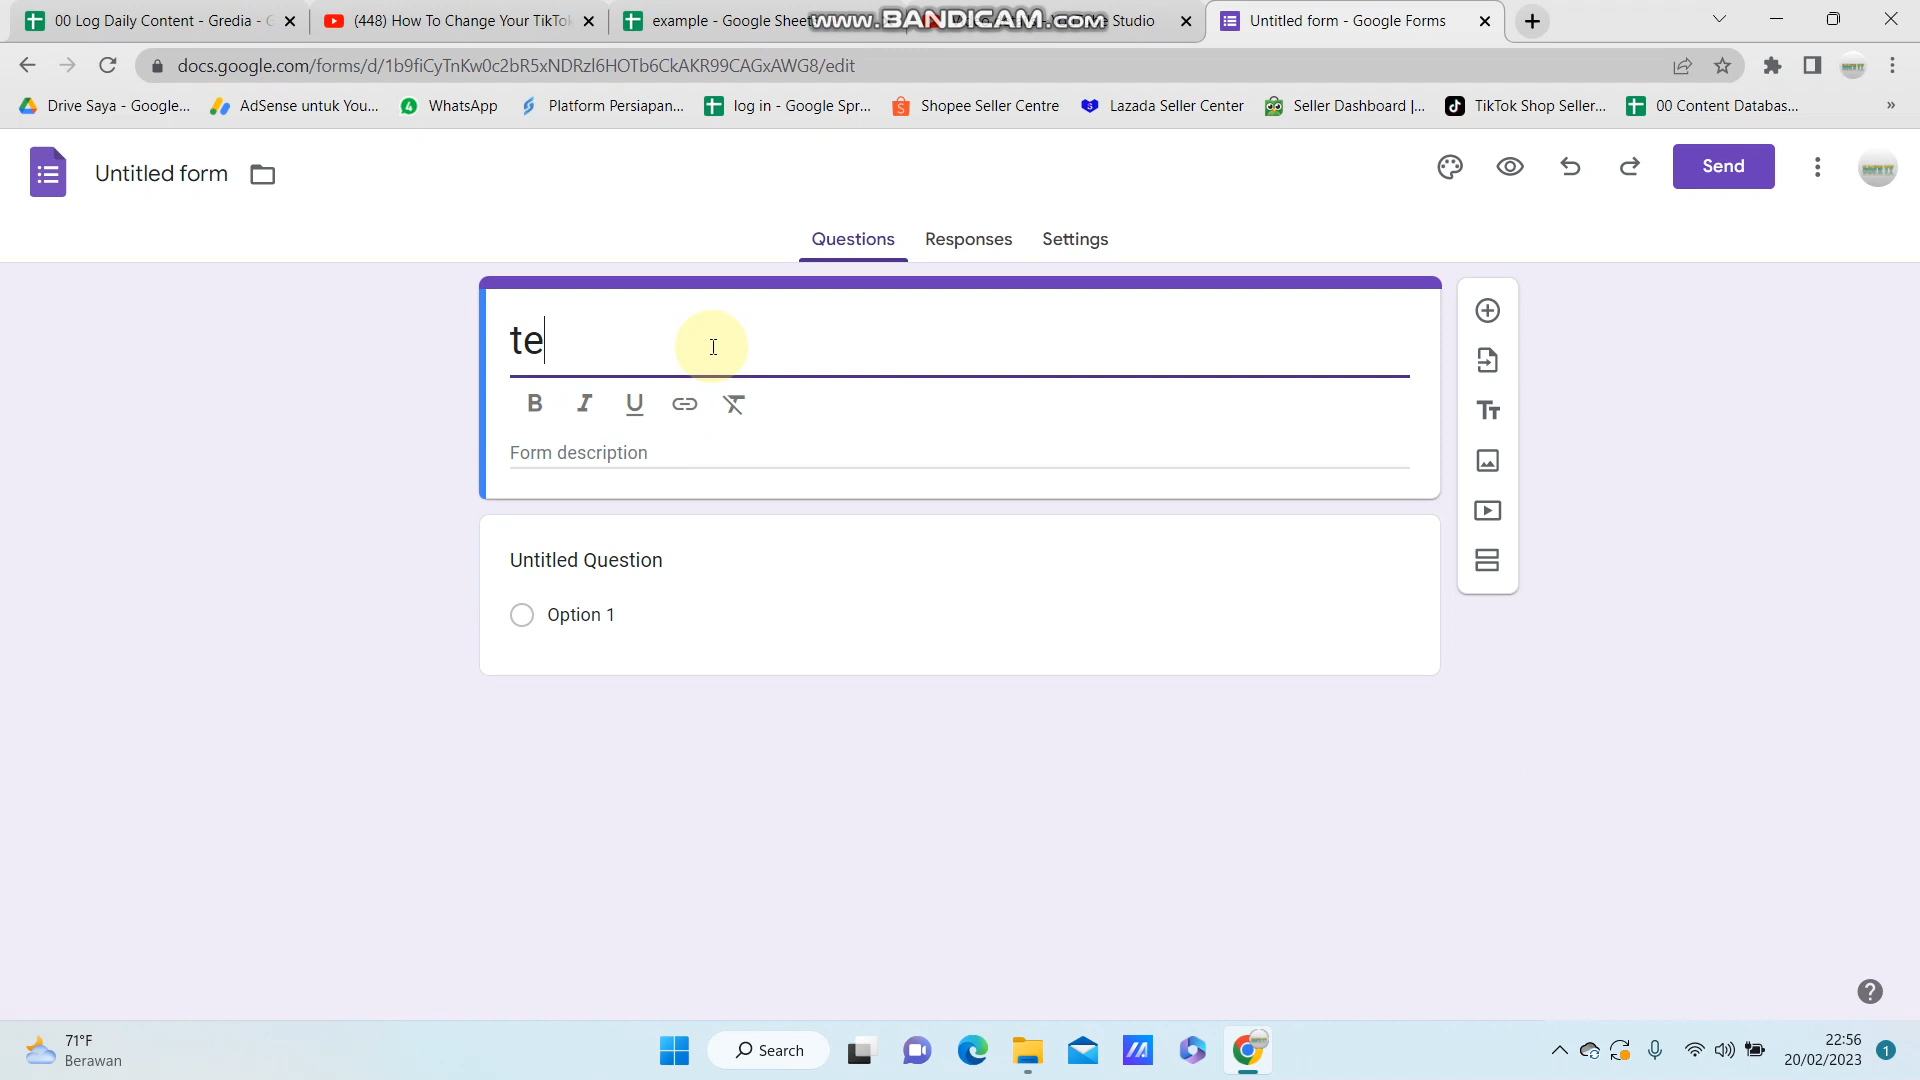 00 Log Daily Content - Gredia - G
(448) How To Change Your TikTok
example - Google Sheet
www.BANDICAM.com
Studio
Untitled form - Google Forms
docs.google.com/forms/d/1b9fiCyTnKw0c2bR5xNDRzl6HOTb6CkAKR99CAGxAWG8/edit
Drive Saya - Google...
AdSense untuk You...
WhatsApp
Platform Persiapan...
log in - Google Spr...
Shopee Seller Centre
Lazada Seller Center
Seller Dashboard |...
TikTok Shop Seller...
00 Content Databas...
»
Untitled form
Send
Questions
Responses
Settings
te
B I U
Form description
Untitled Question
Option 1
Tт
71°F
Berawan
Search
22:56
20/02/2023
1